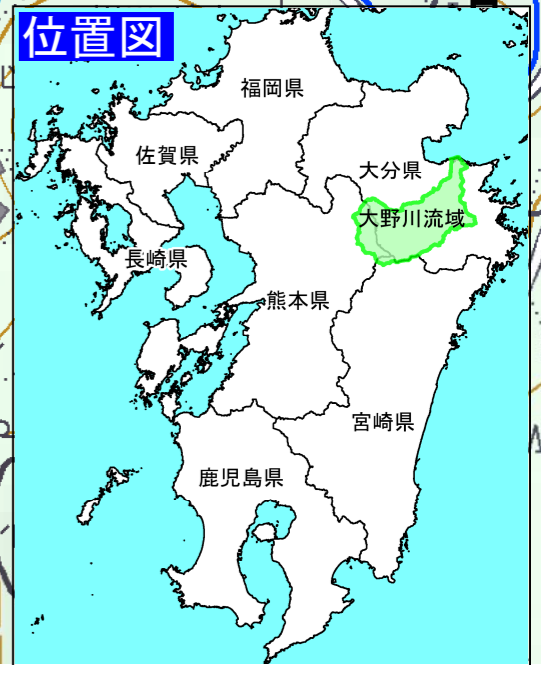 位置図
福岡県
佐賀県
大分県
大野川流域
長崎県
熊本県
宮崎県
鹿児島県